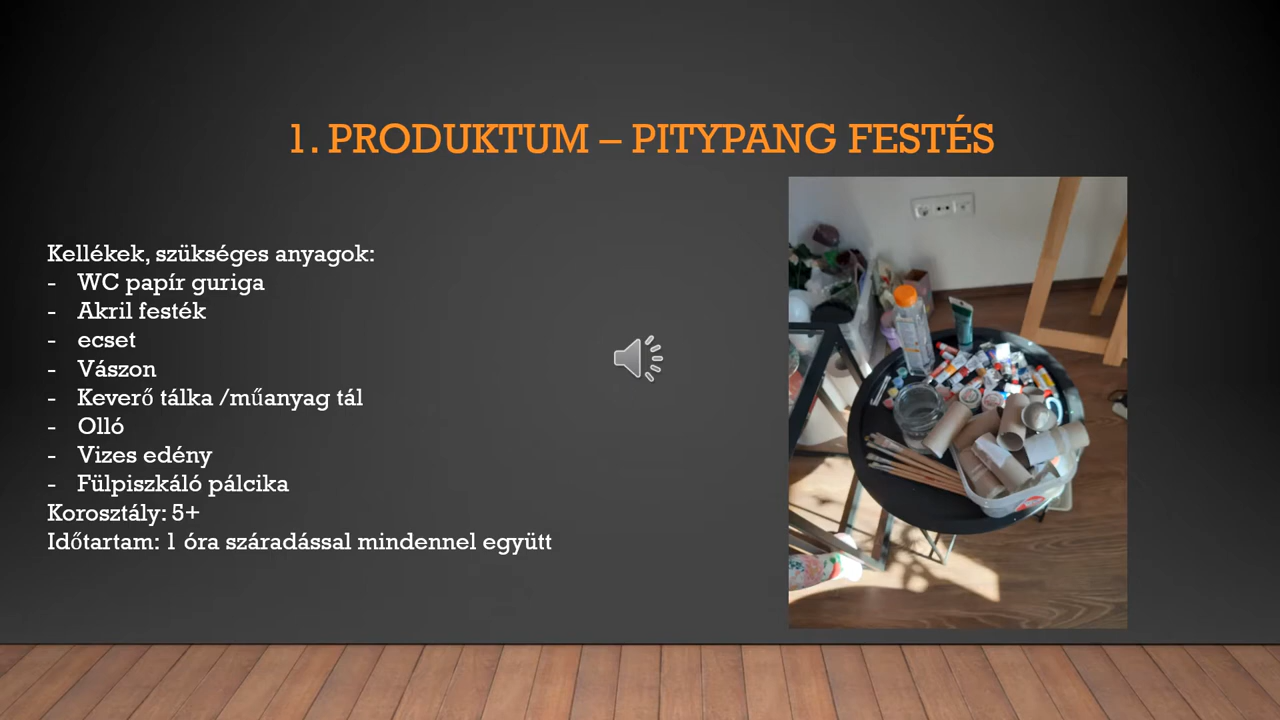 1. PRODUKTUM – PITYPANG FESTÉS
Kellékek, szükséges anyagok:
- WC papír guriga
- Akril festék
- ecset
- Vászon
- Keverő tálka /műanyag tál
- Olló
- Vizes edény
- Fülpiszkáló pálcika
Korosztály: 5+
Időtartam: 1 óra száradással mindennel együtt